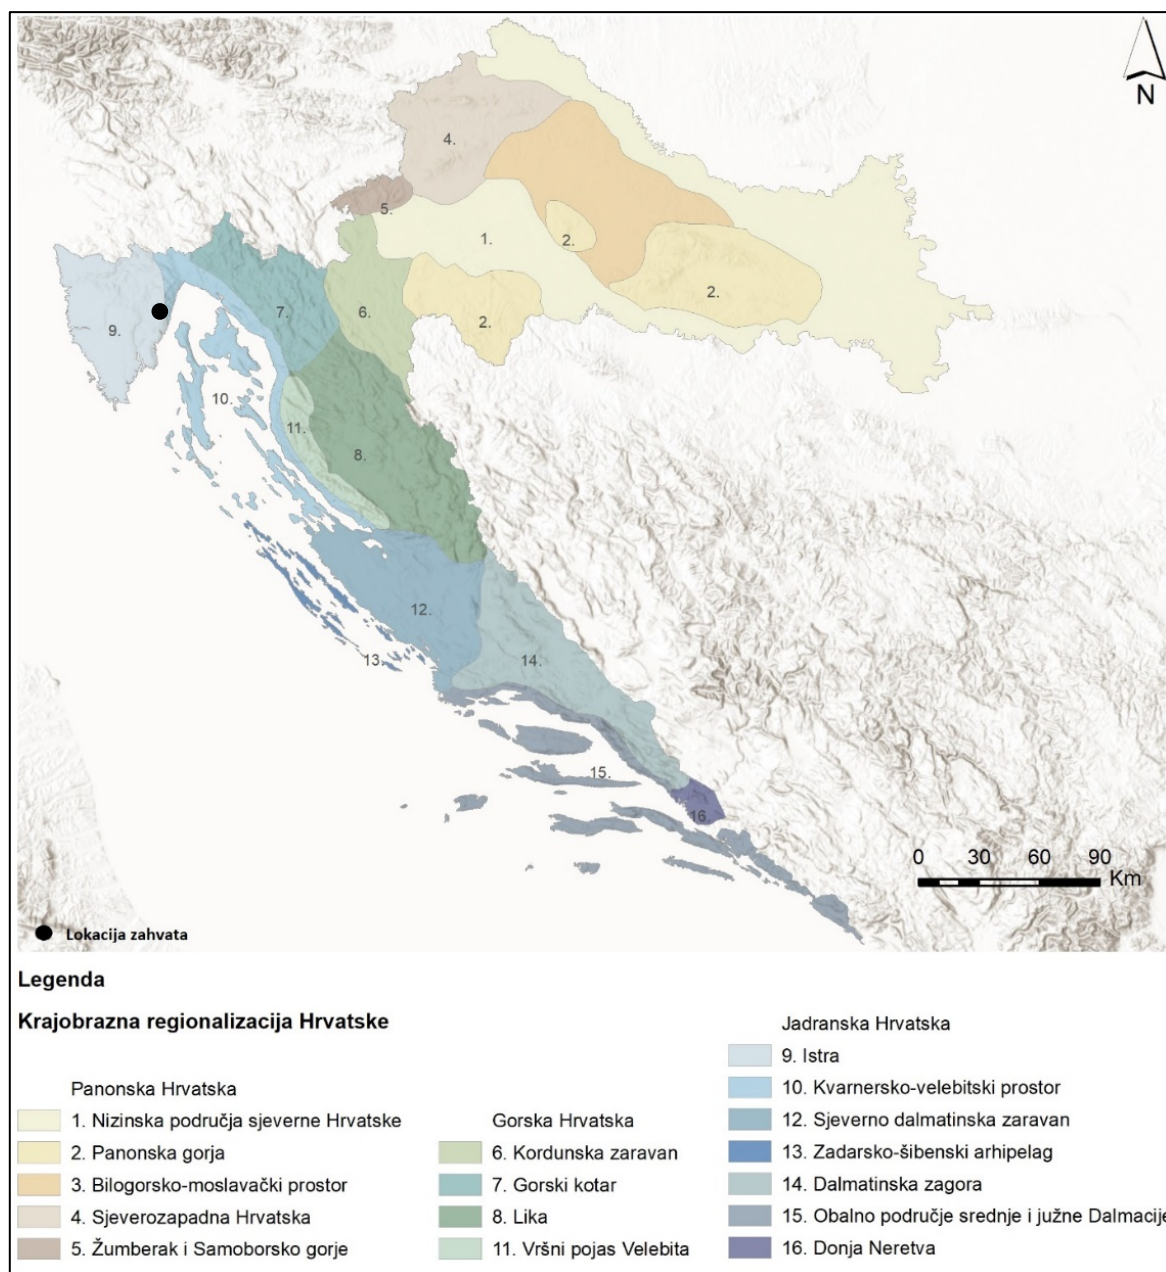 N
4.
5.
1.
2.
2.
7.
6.
2.
9.
10.
11.
8.
12.
13.
14.
15.
16.
0 30 60 90
Km
Lokacija zahvata
Legenda
Krajobrazna regionalizacija Hrvatske
Panonska Hrvatska
1. Nizinska područja sjeverne Hrvatske
2. Panonska gorja
3. Bilogorsko-moslavački prostor
4. Sjeverozapadna Hrvatska
5. Žumberak i Samoborsko gorje
Gorska Hrvatska
6. Kordunska zaravan
7. Gorski kotar
8. Lika
11. Vršni pojas Velebita
Jadranska Hrvatska
9. Istra
10. Kvarnersko-velebitski prostor
12. Sjeverno dalmatinska zaravan
13. Zadarsko-šibenski arhipelag
14. Dalmatinska zagora
15. Obalno područje srednje i južne Dalmacije
16. Donja Neretva